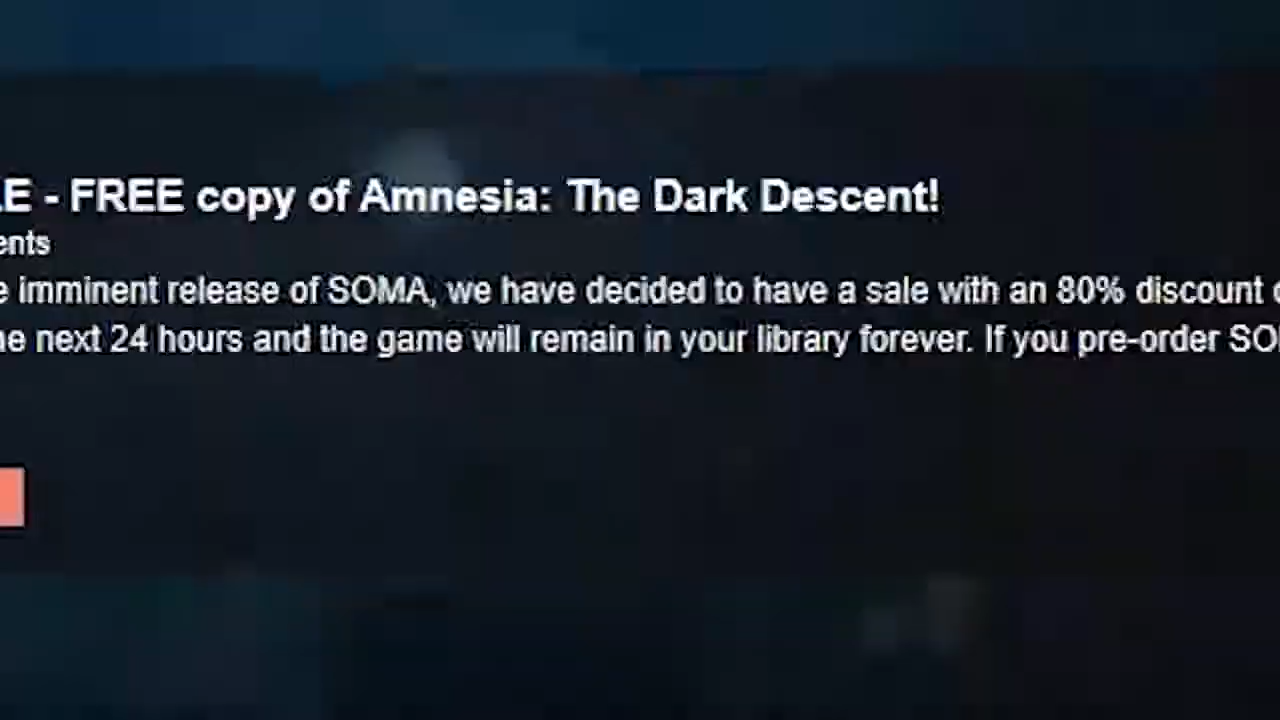 LE - FREE copy of Amnesia: The Dark Descent!
ents
e imminent release of SOMA, we have decided to have a sale with an 80% discount
he next 24 hours and the game will remain in your library forever. If you pre-order SO